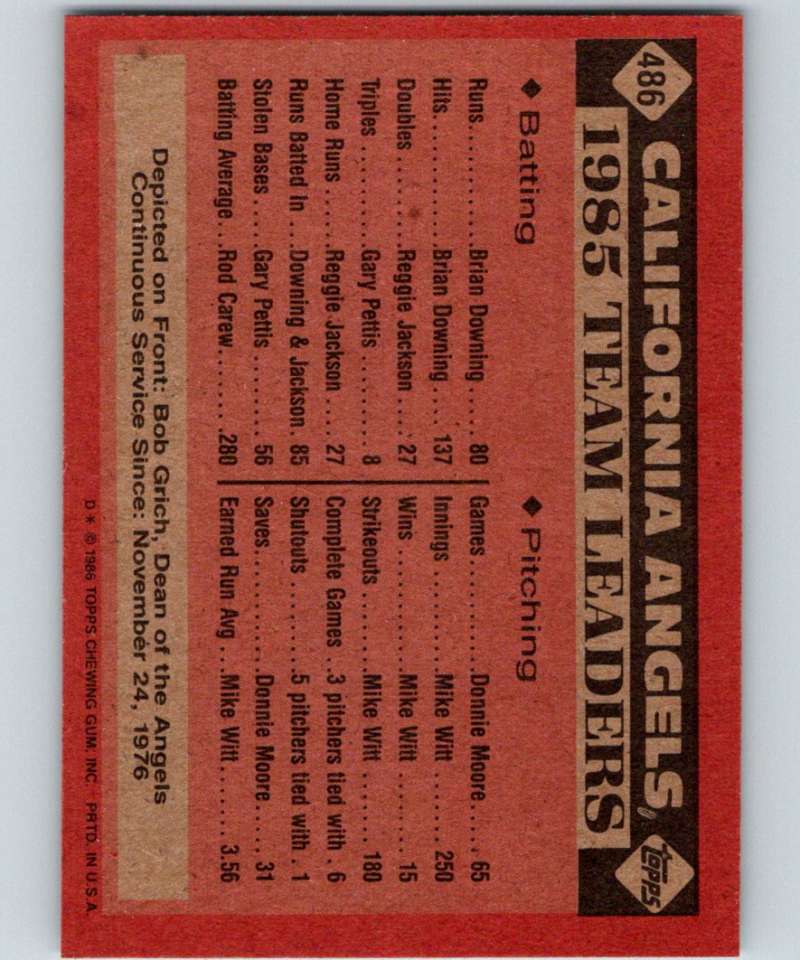 486
CALIFORNIA ANGELS,
1985 TEAM LEADERS
topps
◆ Batting
Runs..........Brian Downing ..... 80
Hits............Brian Downing ... 137
Doubles .......Reggie Jackson .... 27
Triples.........Gary Pettis ........ 8
Home Runs .....Reggie Jackson .... 27
Runs Batted In ...Downing & Jackson . 85
Stolen Bases .....Gary Pettis ........ 56
Batting Average ..Rod Carew....... .280
◆ Pitching
Games............Donnie Moore ..... 65
Innings...........Mike Witt ....... 250
Wins.............Mike Witt ........ 15
Strikeouts .........Mike Witt ....... 180
Complete Games ..3 pitchers tied with . 6
Shutouts .........5 pitchers tied with . 1
Saves............Donnie Moore ..... 31
Earned Run Avg ...Mike Witt....... 3.56
Depicted on Front: Bob Grich, Dean of the Angels
Continuous Service Since: November 24, 1976
D * © 1986 TOPPS CHEWING GUM, INC. PRTD. IN U.S.A.